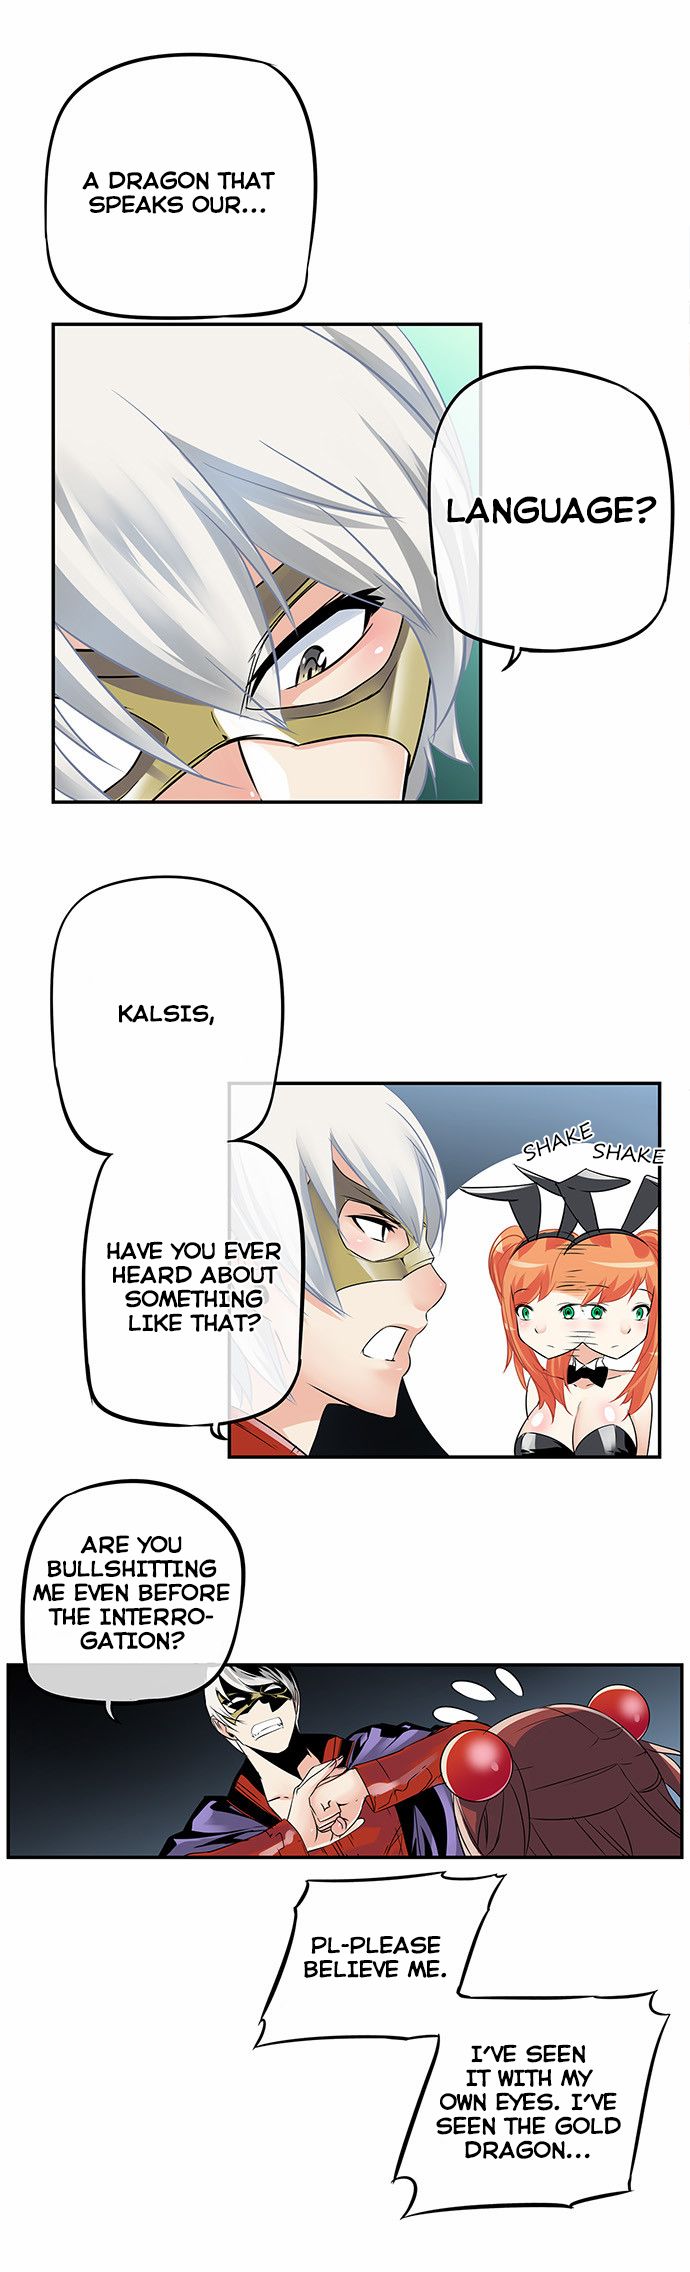 A DRAGON THAT
SPEAKS OUR...
LANGUAGE?
KALSIS,
SHAKE
SHAKE
HAVE YOU EVER
HEARD ABOUT
SOMETHING
LIKE THAT?
ARE YOU
BULLSHITTING
ME EVEN BEFORE
THE INTERRO-
GATION?
PL-PLEASE
BELIEVE ME.
I'VE SEEN
IT WITH MY
OWN EYES. I'VE
SEEN THE GOLD
DRAGON...